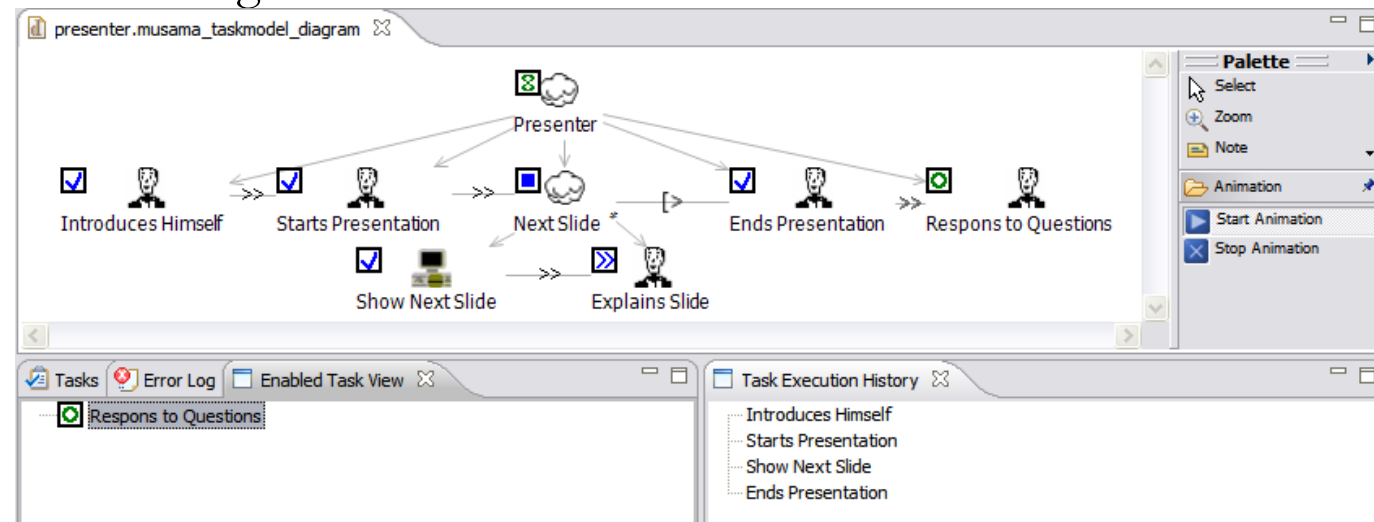 presenter.musama_taskmodel_diagram
Palette
Select
Zoom
Note
Animation
Start Animation
Stop Animation
Presenter
>> >> [> >>
Introduces Himself Starts Presentation Next Slide * Ends Presentation Respons to Questions
>>
Show Next Slide Explains Slide
Tasks Error Log Enabled Task View
Respons to Questions
Task Execution History
Introduces Himself
Starts Presentation
Show Next Slide
Ends Presentation